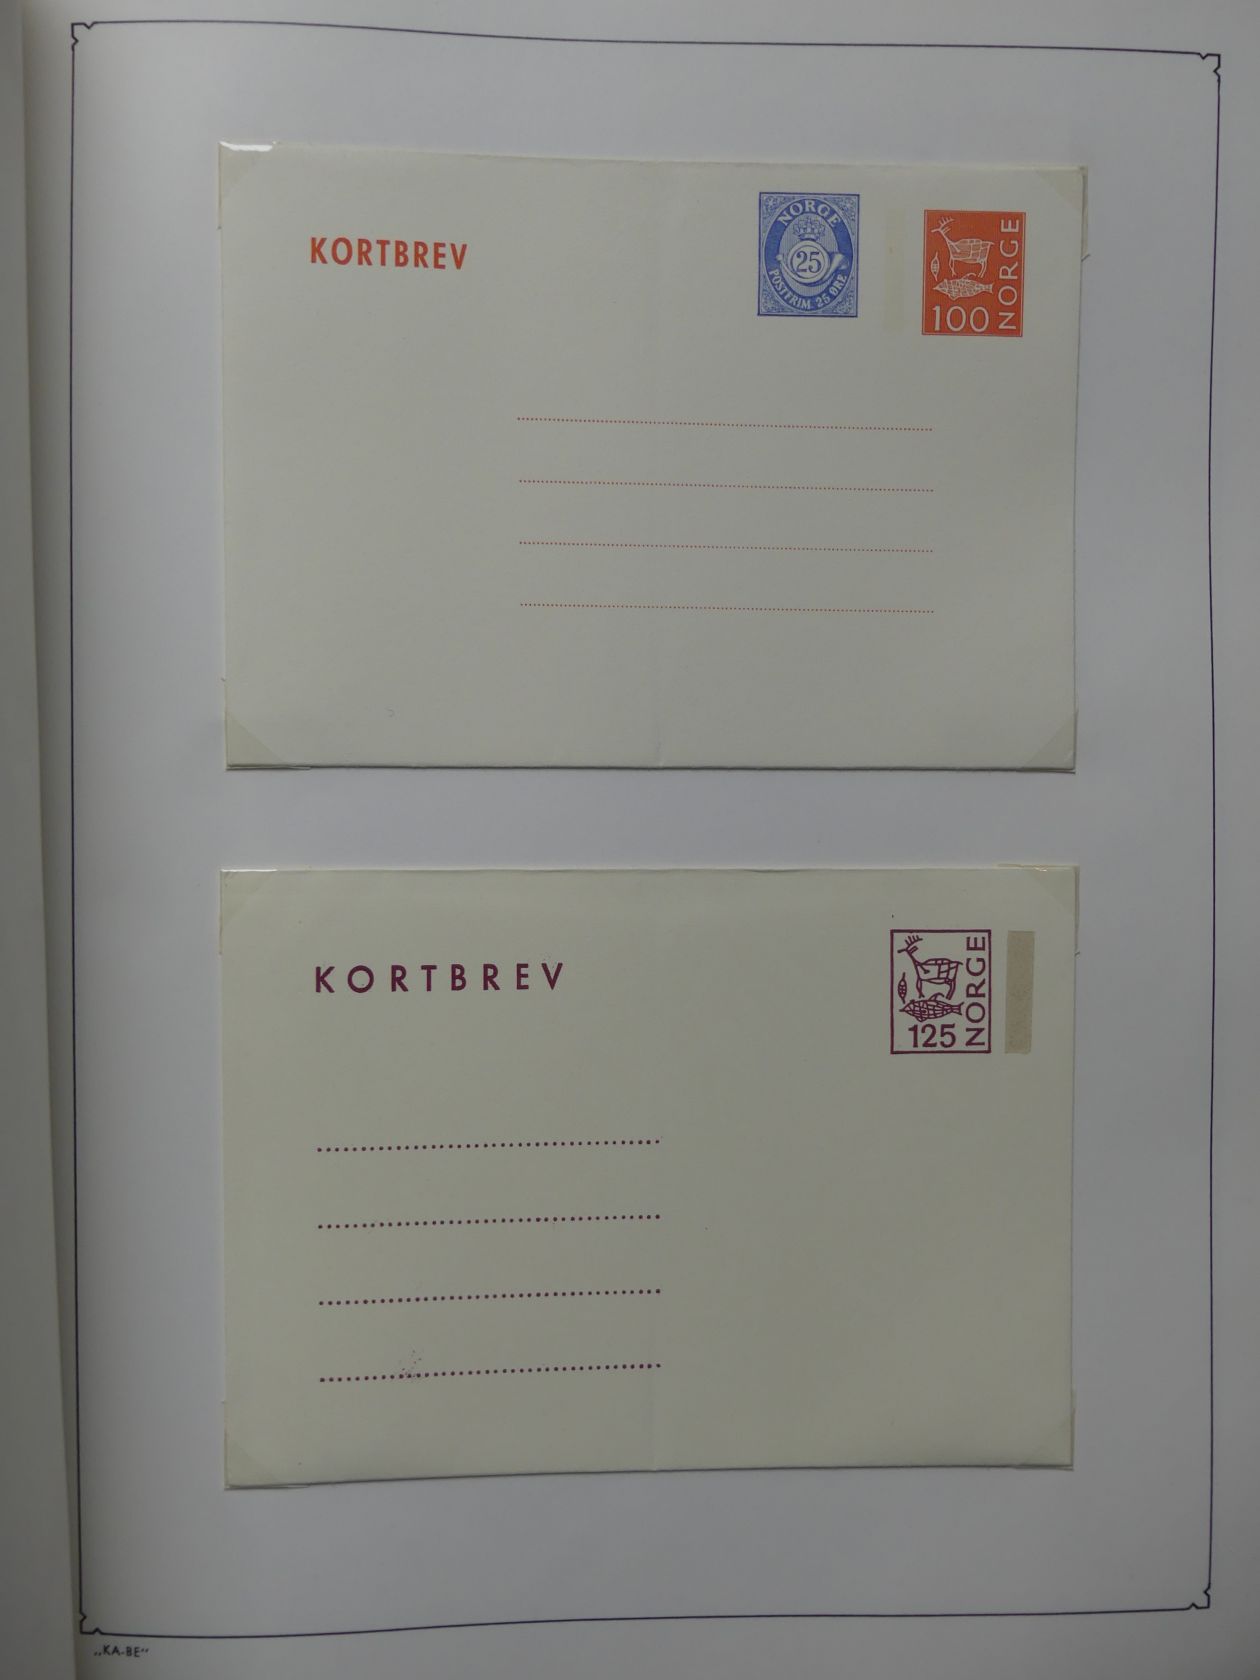 KORTBREV
NORGE
25
POSTFRIM. 25 ØRE
100
NORGE
KORTBREV
125
NORGE
„KA-BE"